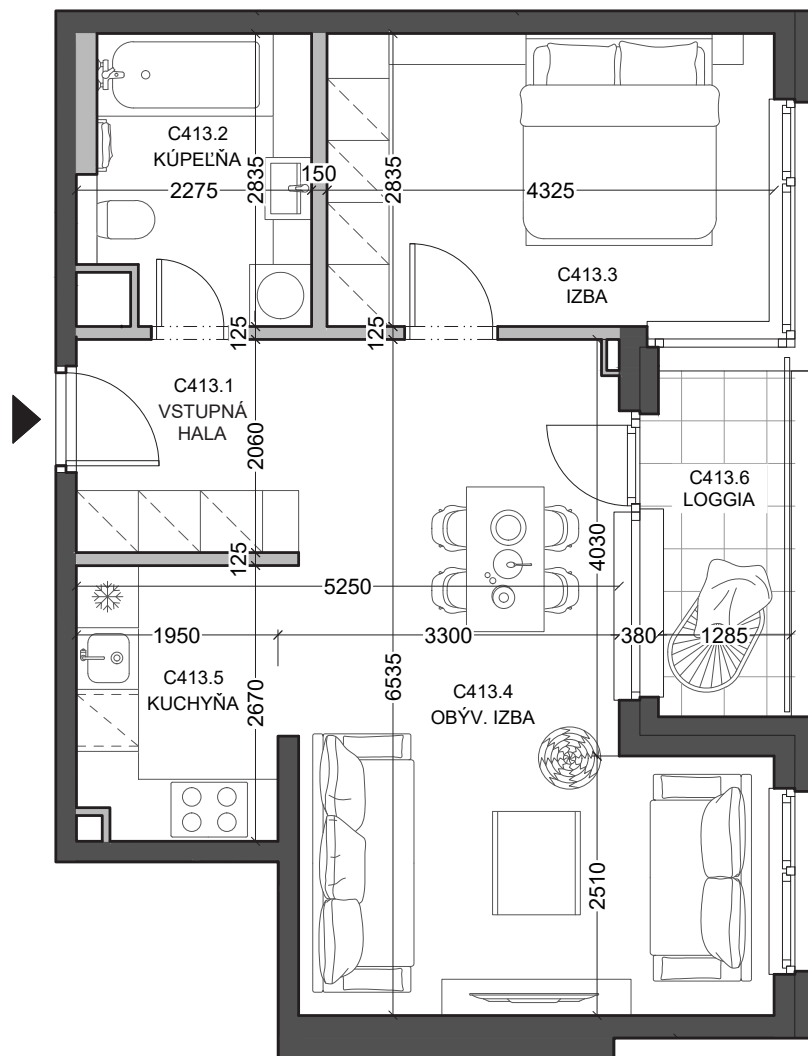 C413.2
KÚPEĽŇA
2275
2835
150
2835
4325
C413.3
IZBA
125
125
C413.1
VSTUPNÁ
HALA
2060
C413.6
LOGGIA
4030
125
5250
1950
3300
380
1285
C413.5
KUCHYŇA
2670
6535
C413.4
OBÝV. IZBA
2510